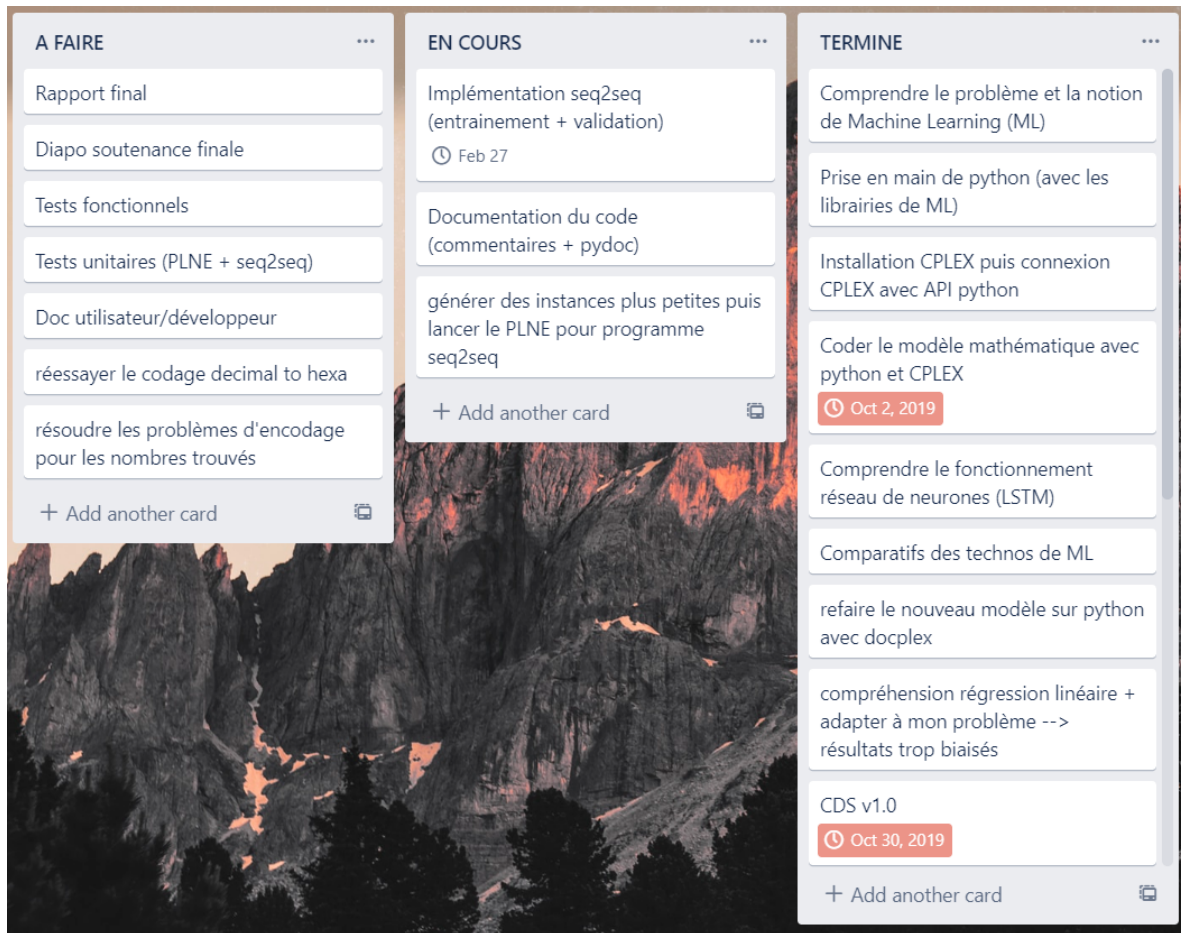 A FAIRE
Rapport final
Diapo soutenance finale
Tests fonctionnels
Tests unitaires (PLNE + seq2seq)
Doc utilisateur/développeur
réessayer le codage decimal to hexa
résoudre les problèmes d'encodage
pour les nombres trouvés
+ Add another card
EN COURS
Implémentation seq2seq
(entrainement + validation)
Feb 27
Documentation du code
(commentaires + pydoc)
générer des instances plus petites puis
lancer le PLNE pour programme
seq2seq
+ Add another card
TERMINE
Comprendre le problème et la notion
de Machine Learning (ML)
Prise en main de python (avec les
librairies de ML)
Installation CPLEX puis connexion
CPLEX avec API python
Coder le modèle mathématique avec
python et CPLEX
Oct 2, 2019
Comprendre le fonctionnement
réseau de neurones (LSTM)
Comparatifs des technos de ML
refaire le nouveau modèle sur python
avec docplex
compréhension régression linéaire +
adapter à mon problème -->
résultats trop biaisés
CDS v1.0
Oct 30, 2019
+ Add another card